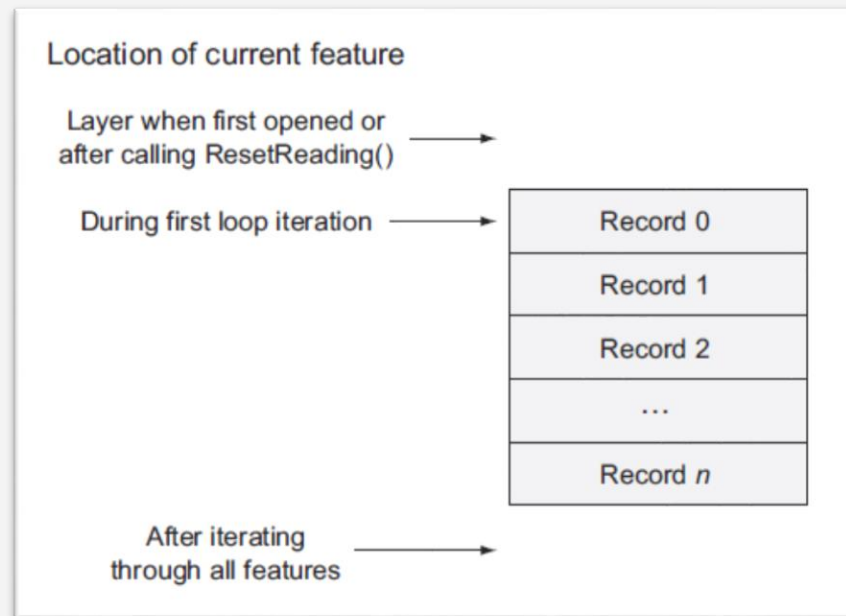 Location of current feature
Layer when first opened or
after calling ResetReading()
During first loop iteration
Record 0
Record 1
Record 2
...
Record n
After iterating
through all features